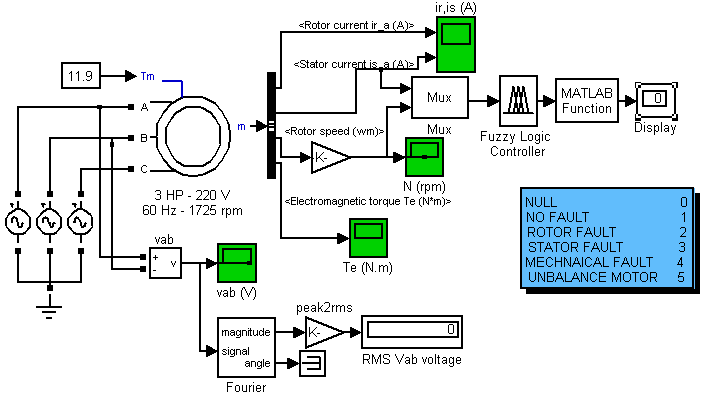 ir,is (A)
<Rotor current ir_a (A)>
<Stator current is_a (A)>
11.9
Tm
A
B
C
m
3 HP - 220 V
60 Hz - 1725 rpm
<Rotor speed (wm)>
K-
N (rpm)
<Electromagnetic torque Te (N*m)>
Te (N.m)
Mux
Mux
Fuzzy Logic
Controller
MATLAB
Function
0
Display
NULL 0
NO FAULT 1
ROTOR FAULT 2
STATOR FAULT 3
MECHNAICAL FAULT 4
UNBALANCE MOTOR 5
vab
+
-
v
vab (V)
magnitude
signal
angle
Fourier
peak2rms
K-
0
RMS Vab voltage